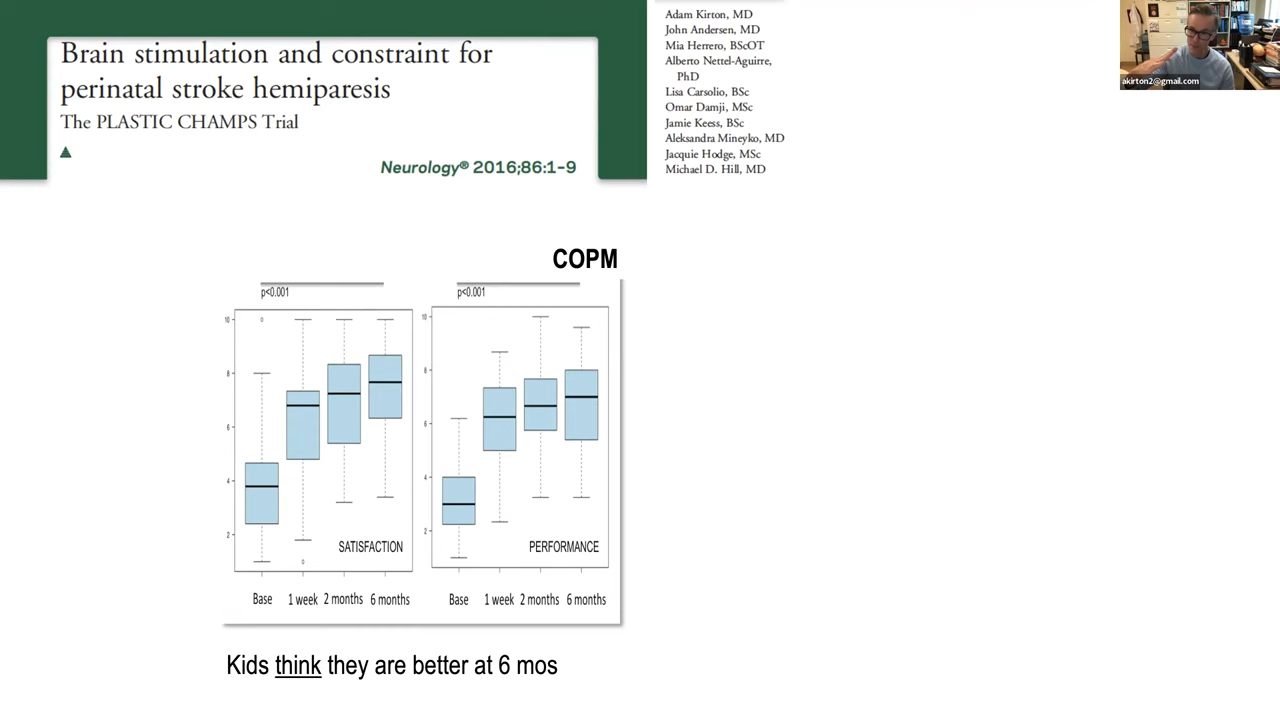 Brain stimulation and constraint for
perinatal stroke hemiparesis
The PLASTIC CHAMPS Trial
Neurology® 2016;86:1–9
Adam Kirton, MD
John Andersen, MD
Mia Herrero, BScOT
Alberto Nettel-Aguirre,
PhD
Lisa Carsolio, BSc
Omar Damji, MSc
Jamie Keess, BSc
Aleksandra Mineyko, MD
Jacquie Hodge, MSc
Michael D. Hill, MD
akirton2@gmail.com
COPM
p<0.001
10
8
6
4
2
SATISFACTION
Base 1 week 2 months 6 months
p<0.001
10
8
6
4
2
PERFORMANCE
Base 1 week 2 months 6 months
Kids think they are better at 6 mos